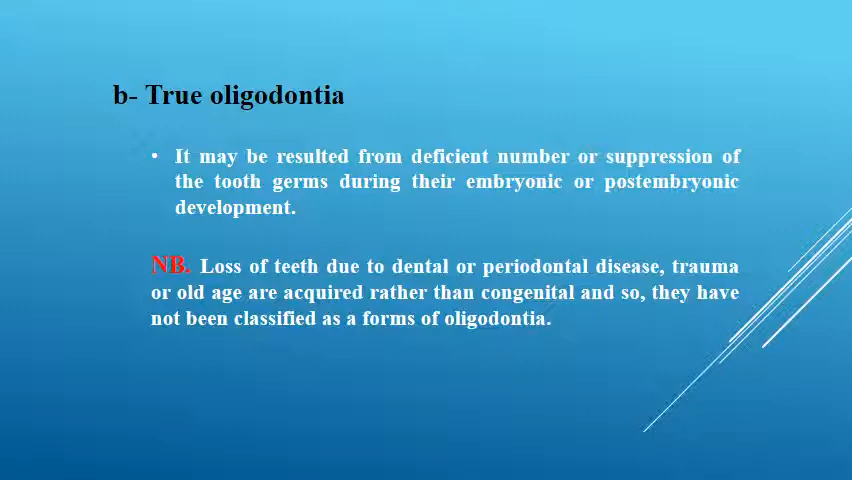 b- True oligodontia
• It may be resulted from deficient number or suppression of
the tooth germs during their embryonic or postembryonic
development.
NB. Loss of teeth due to dental or periodontal disease, trauma
or old age are acquired rather than congenital and so, they have
not been classified as a forms of oligodontia.